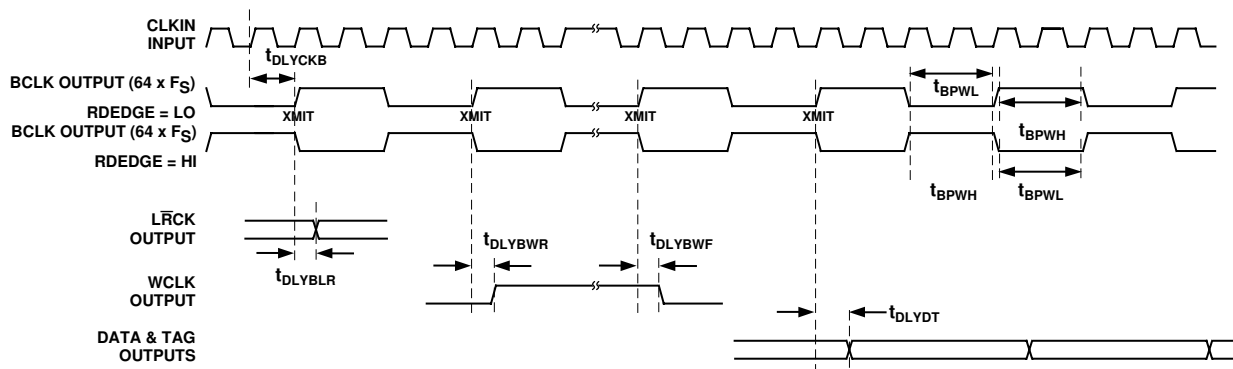 CLKIN
INPUT
tDLYCKB
BCLK OUTPUT (64 x FS)
tBPWL
RDEDGE = LO
XMIT XMIT XMIT XMIT
BCLK OUTPUT (64 x FS)
tBPWH
RDEDGE = HI
tBPWH tBPWL
LR̅CK
OUTPUT
tDLYBLR
tDLYBWR tDLYBWF
WCLK
OUTPUT
tDLYDT
DATA & TAG
OUTPUTS